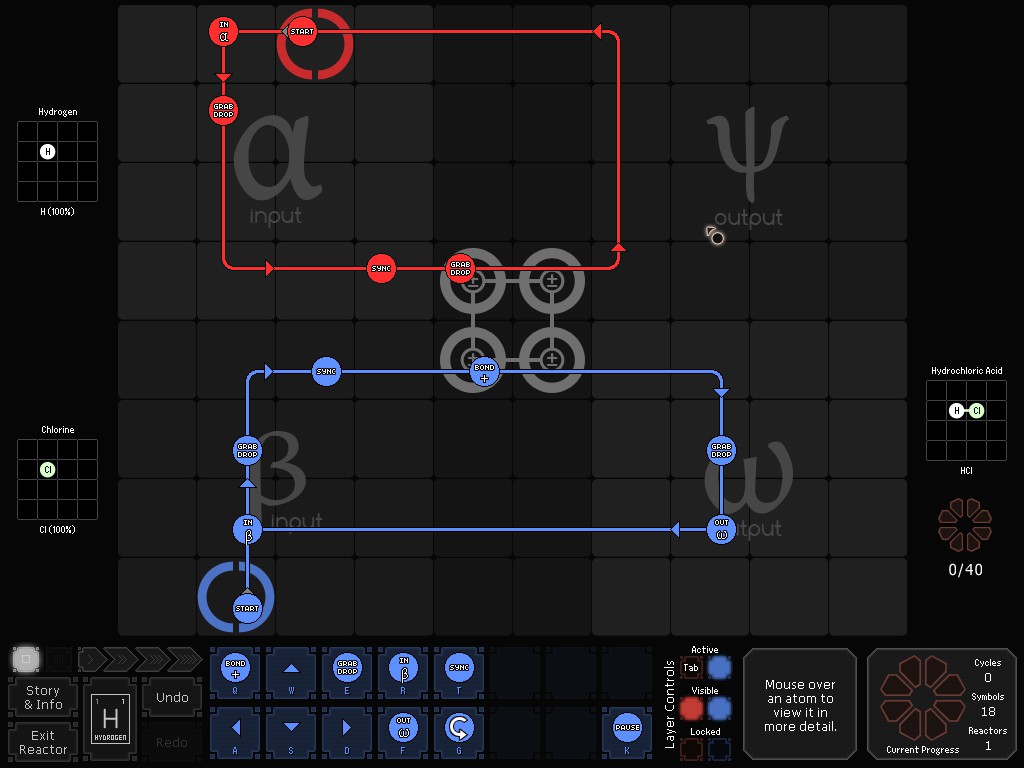 IN
α
START
GRAB
DROP
Hydrogen
H
H (100%)
α
input
ψ
output
SYNC
GRAB
DROP
±
±
±
±
SYNC
BOND
+
Hydrochloric Acid
H Cl
HCl
0/40
Chlorine
Cl
Cl (100%)
GRAB
DROP
β
input
IN
β
START
GRAB
DROP
ω
output
OUT
ω
Story
& Info
Exit
Reactor
1 1
H
HYDROGEN
Undo
Redo
BOND
+
Q
W
GRAB
DROP
E
IN
β
R
SYNC
T
A
S
D
OUT
ω
F
G
PAUSE
K
Layer Controls
Active
Tab
Visible
Locked
Mouse over
an atom to
view it in
more detail.
Cycles
0
Symbols
18
Reactors
1
Current Progress